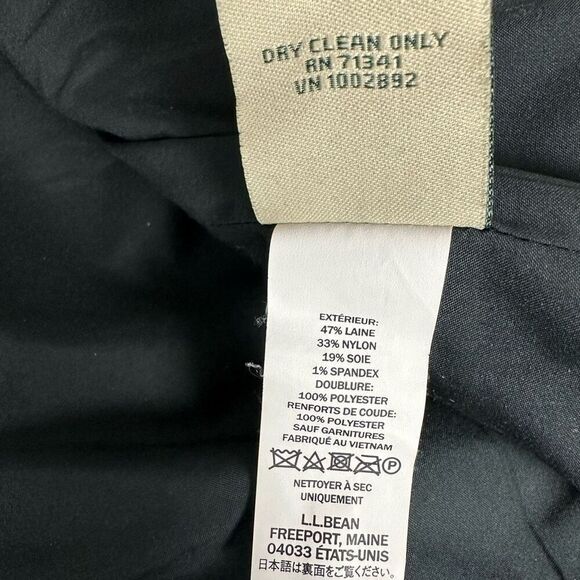 DRY CLEAN ONLY
RN 71341
VN 1002892
EXTÉRIEUR:
47% LAINE
33% NYLON
19% SOIE
1% SPANDEX
DOUBLURE:
100% POLYESTER
RENFORTS DE COUDE:
100% POLYESTER
SAUF GARNITURES
FABRIQUÉ AU VIETNAM
P
NETTOYER À SEC
UNIQUEMENT
L.L.BEAN
FREEPORT, MAINE
04033 ÉTATS-UNIS
日本語は裏面をご覧ください。